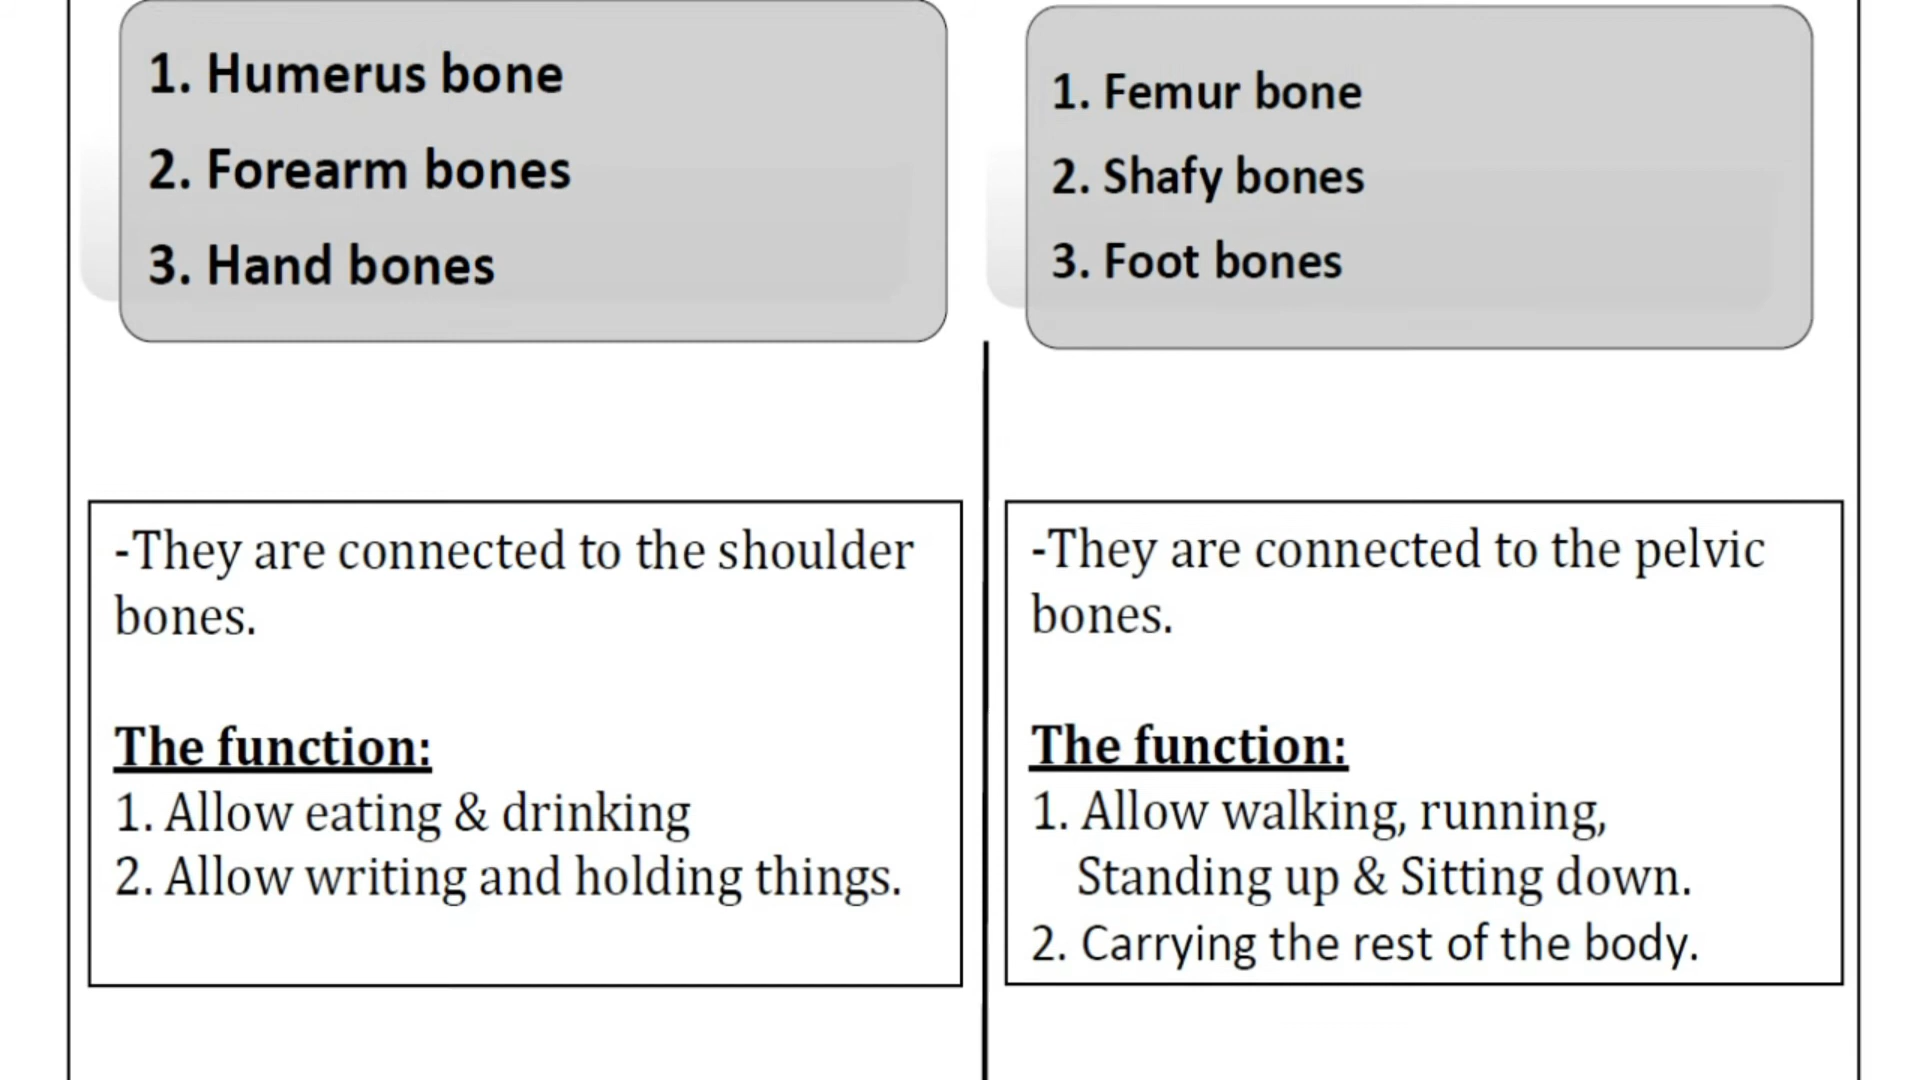 1. Humerus bone
2. Forearm bones
3. Hand bones
-They are connected to the shoulder
bones.
The function:
1. Allow eating & drinking
2. Allow writing and holding things.
1. Femur bone
2. Shafy bones
3. Foot bones
-They are connected to the pelvic
bones.
The function:
1. Allow walking, running,
Standing up & Sitting down.
2. Carrying the rest of the body.